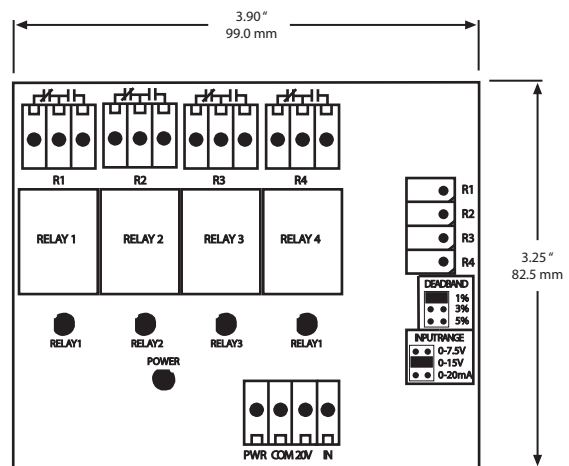 3.90“
99.0 mm
R1 R2 R3 R4
RELAY 1 RELAY 2 RELAY 3 RELAY 4
R1
R2
R3
R4
3.25“
82.5 mm
DEADBAND
1%
3%
5%
RELAY1 RELAY2 RELAY3 RELAY1
INPUTRANGE
0-7.5V
0-15V
0-20mA
POWER
PWR COM 20V IN